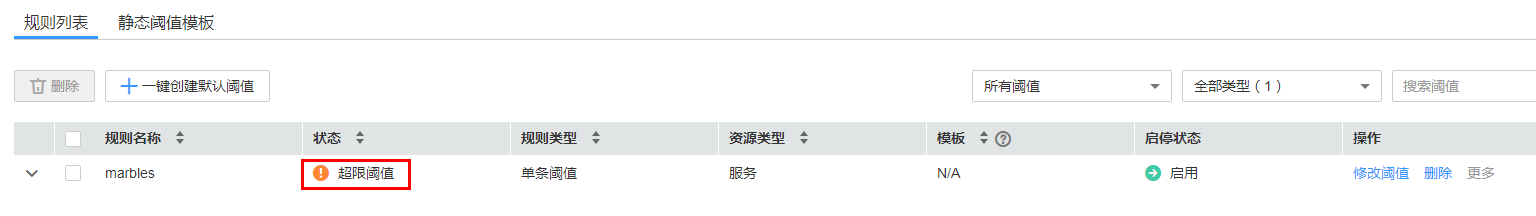 规则列表 静态阈值模板
删除 一键创建默认阈值 所有阈值 全部类型（1） 搜索阈值
规则名称 状态 规则类型 资源类型 模板 启停状态 操作
marbles 超限阈值 单条阈值 服务 N/A 启用 修改阈值 删除 更多